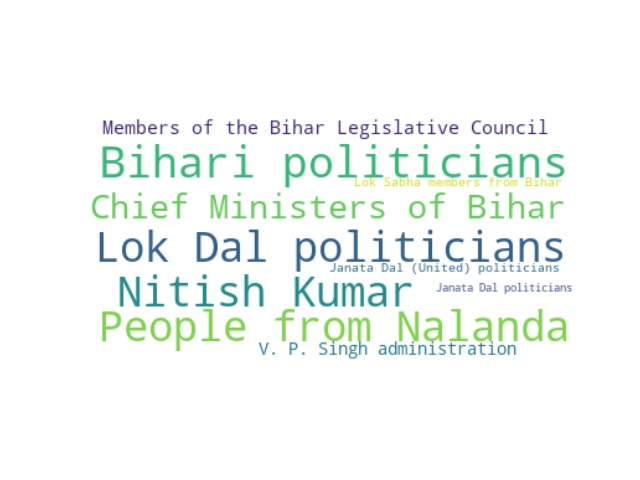 Members of the Bihar Legislative Council
Bihari politicians
Lok Sabha members from Bihar
Chief Ministers of Bihar
Lok Dal politicians
Janata Dal (United) politicians
Nitish Kumar
Janata Dal politicians
People from Nalanda
V. P. Singh administration